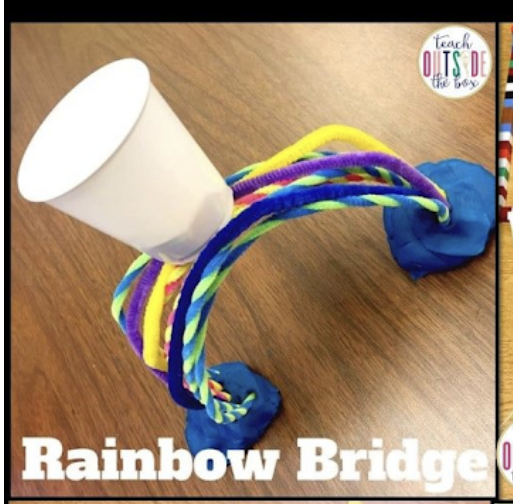 teach
OUTSIDE
the box
Rainbow Bridge